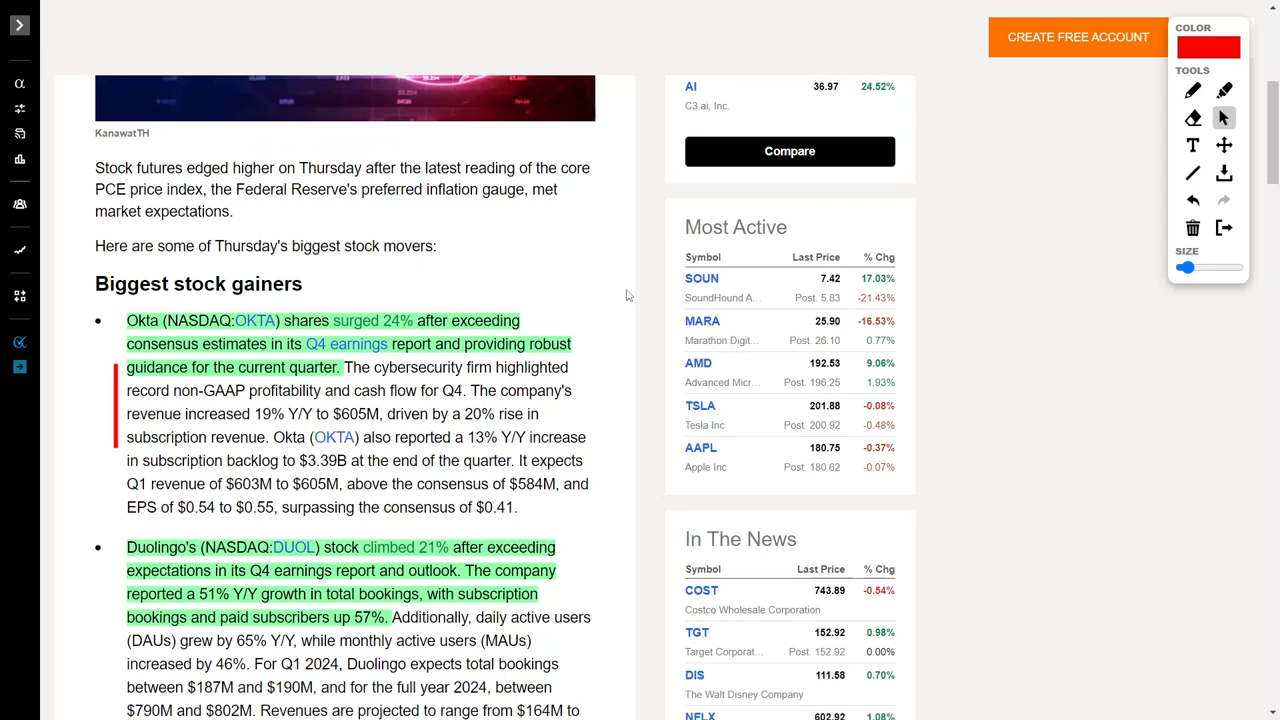 CREATE FREE ACCOUNT
COLOR
TOOLS
SIZE
KanawatTH
Stock futures edged higher on Thursday after the latest reading of the core
PCE price index, the Federal Reserve's preferred inflation gauge, met
market expectations.
Here are some of Thursday's biggest stock movers:
Biggest stock gainers
• Okta (NASDAQ:OKTA) shares surged 24% after exceeding
consensus estimates in its Q4 earnings report and providing robust
guidance for the current quarter. The cybersecurity firm highlighted
record non-GAAP profitability and cash flow for Q4. The company's
revenue increased 19% Y/Y to $605M, driven by a 20% rise in
subscription revenue. Okta (OKTA) also reported a 13% Y/Y increase
in subscription backlog to $3.39B at the end of the quarter. It expects
Q1 revenue of $603M to $605M, above the consensus of $584M, and
EPS of $0.54 to $0.55, surpassing the consensus of $0.41.
• Duolingo's (NASDAQ:DUOL) stock climbed 21% after exceeding
expectations in its Q4 earnings report and outlook. The company
reported a 51% Y/Y growth in total bookings, with subscription
bookings and paid subscribers up 57%. Additionally, daily active users
(DAUs) grew by 65% Y/Y, while monthly active users (MAUs)
increased by 46%. For Q1 2024, Duolingo expects total bookings
between $187M and $190M, and for the full year 2024, between
$790M and $802M. Revenues are projected to range from $164M to
AI 36.97 24.52%
C3.ai, Inc.
Compare
Most Active
Symbol Last Price % Chg
SOUN 7.42 17.03%
SoundHound A... Post. 5.83 -21.43%
MARA 25.90 -16.53%
Marathon Digit... Post. 26.10 0.77%
AMD 192.53 9.06%
Advanced Micr... Post. 196.25 1.93%
TSLA 201.88 -0.08%
Tesla Inc Post. 200.92 -0.48%
AAPL 180.75 -0.37%
Apple Inc Post. 180.62 -0.07%
In The News
Symbol Last Price % Chg
COST 743.89 -0.54%
Costco Wholesale Corporation
TGT 152.92 0.98%
Target Corporat... Post. 152.92 0.00%
DIS 111.58 0.70%
The Walt Disney Company
NFLX 602.92 1.08%